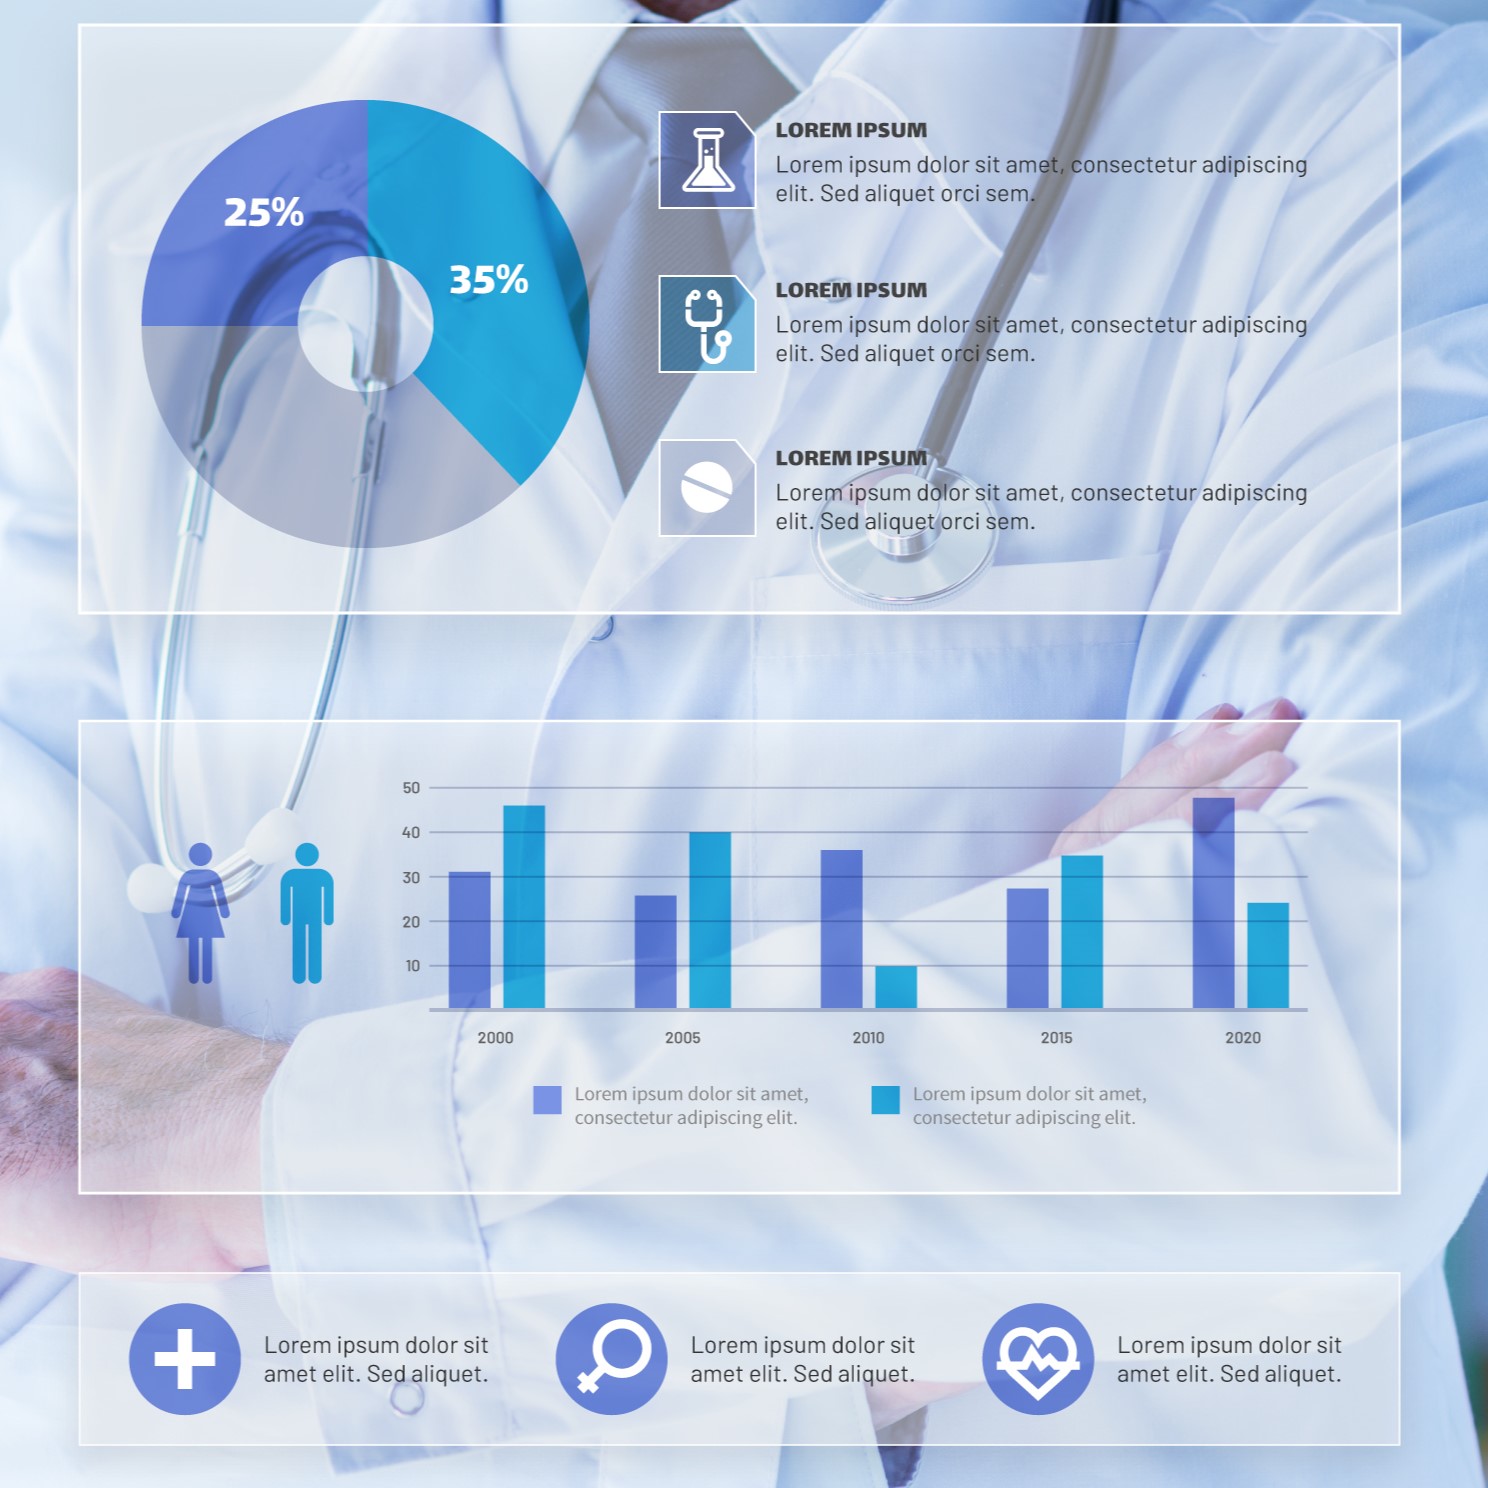 25%
35%
LOREM IPSUM
Lorem ipsum dolor sit amet, consectetur adipiscing
elit. Sed aliquet orci sem.
LOREM IPSUM
Lorem ipsum dolor sit amet, consectetur adipiscing
elit. Sed aliquet orci sem.
LOREM IPSUM
Lorem ipsum dolor sit amet, consectetur adipiscing
elit. Sed aliquet orci sem.
50
40
30
20
10
2000 2005 2010 2015 2020
Lorem ipsum dolor sit amet,
consectetur adipiscing elit.
Lorem ipsum dolor sit amet,
consectetur adipiscing elit.
Lorem ipsum dolor sit
amet elit. Sed aliquet.
Lorem ipsum dolor sit
amet elit. Sed aliquet.
Lorem ipsum dolor sit
amet elit. Sed aliquet.